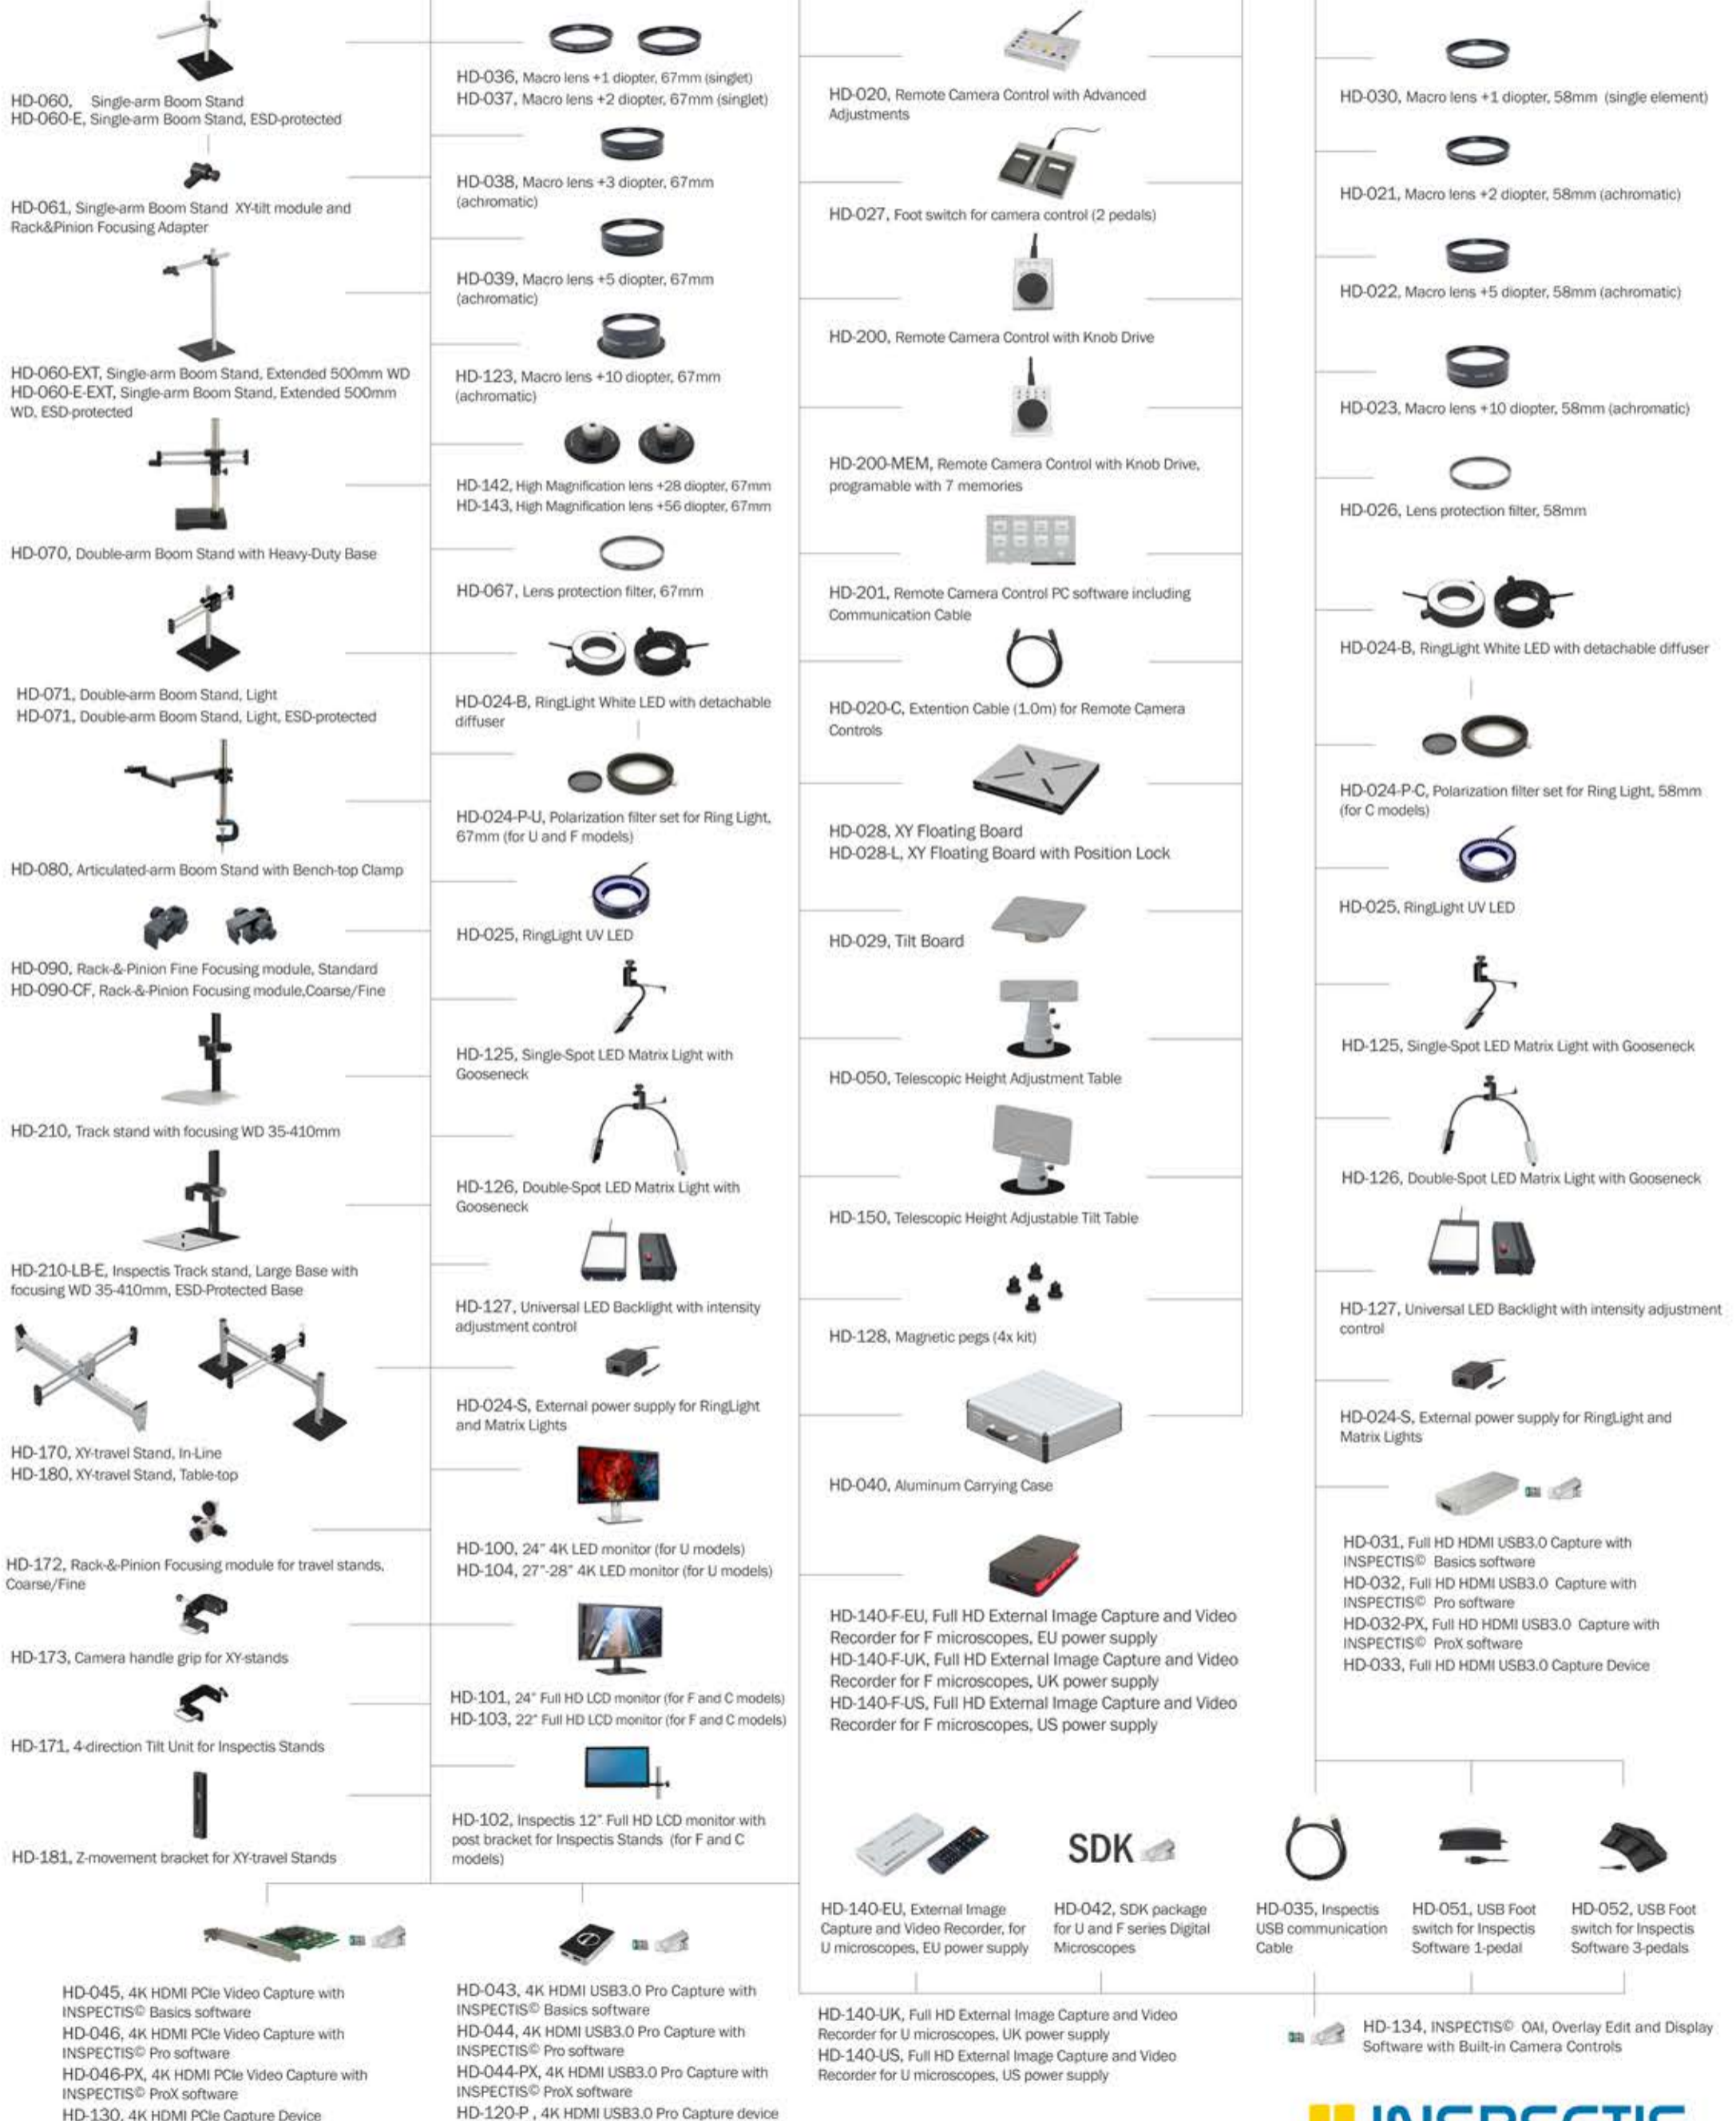 HD-060, Single-arm Boom Stand
HD-060-E, Single-arm Boom Stand, ESD-protected
HD-061, Single-arm Boom Stand XY-tilt module and
Rack&Pinion Focusing Adapter
HD-060-EXT, Single-arm Boom Stand, Extended 500mm WD
HD-060-E-EXT, Single-arm Boom Stand, Extended 500mm
WD, ESD-protected
HD-070, Double-arm Boom Stand with Heavy-Duty Base
HD-071, Double-arm Boom Stand, Light
HD-071, Double-arm Boom Stand, Light, ESD-protected
HD-080, Articulated-arm Boom Stand with Bench-top Clamp
HD-090, Rack-&-Pinion Fine Focusing module, Standard
HD-090-CF, Rack-&-Pinion Focusing module,Coarse/Fine
HD-210, Track stand with focusing WD 35-410mm
HD-210-LB-E, Inspectis Track stand, Large Base with
focusing WD 35-410mm, ESD-Protected Base
HD-170, XY-travel Stand, In-Line
HD-180, XY-travel Stand, Table-top
HD-172, Rack-&-Pinion Focusing module for travel stands,
Coarse/Fine
HD-173, Camera handle grip for XY-stands
HD-171, 4-direction Tilt Unit for Inspectis Stands
HD-181, Z-movement bracket for XY-travel Stands
HD-036, Macro lens +1 diopter, 67mm (singlet)
HD-037, Macro lens +2 diopter, 67mm (singlet)
HD-038, Macro lens +3 diopter, 67mm
(achromatic)
HD-039, Macro lens +5 diopter, 67mm
(achromatic)
HD-123, Macro lens +10 diopter, 67mm
(achromatic)
HD-142, High Magnification lens +28 diopter, 67mm
HD-143, High Magnification lens +56 diopter, 67mm
HD-067, Lens protection filter, 67mm
HD-024-B, RingLight White LED with detachable
diffuser
HD-024-P-U, Polarization filter set for Ring Light,
67mm (for U and F models)
HD-025, RingLight UV LED
HD-125, Single-Spot LED Matrix Light with
Gooseneck
HD-126, Double-Spot LED Matrix Light with
Gooseneck
HD-127, Universal LED Backlight with intensity
adjustment control
HD-024-S, External power supply for RingLight
and Matrix Lights
HD-100, 24" 4K LED monitor (for U models)
HD-104, 27"-28" 4K LED monitor (for U models)
HD-101, 24" Full HD LCD monitor (for F and C models)
HD-103, 22" Full HD LCD monitor (for F and C models)
HD-102, Inspectis 12" Full HD LCD monitor with
post bracket for Inspectis Stands (for F and C
models)
HD-020, Remote Camera Control with Advanced
Adjustments
HD-027, Foot switch for camera control (2 pedals)
HD-200, Remote Camera Control with Knob Drive
HD-200-MEM, Remote Camera Control with Knob Drive,
programable with 7 memories
HD-201, Remote Camera Control PC software including
Communication Cable
HD-020-C, Extention Cable (1.0m) for Remote Camera
Controls
HD-028, XY Floating Board
HD-028-L, XY Floating Board with Position Lock
HD-029, Tilt Board
HD-050, Telescopic Height Adjustment Table
HD-150, Telescopic Height Adjustable Tilt Table
HD-128, Magnetic pegs (4x kit)
HD-040, Aluminum Carrying Case
HD-140-F-EU, Full HD External Image Capture and Video
Recorder for F microscopes, EU power supply
HD-140-F-UK, Full HD External Image Capture and Video
Recorder for F microscopes, UK power supply
HD-140-F-US, Full HD External Image Capture and Video
Recorder for F microscopes, US power supply
HD-030, Macro lens +1 diopter, 58mm (single element)
HD-021, Macro lens +2 diopter, 58mm (achromatic)
HD-022, Macro lens +5 diopter, 58mm (achromatic)
HD-023, Macro lens +10 diopter, 58mm (achromatic)
HD-026, Lens protection filter, 58mm
HD-024-B, RingLight White LED with detachable diffuser
HD-024-P-C, Polarization filter set for Ring Light, 58mm
(for C models)
HD-025, RingLight UV LED
HD-125, Single-Spot LED Matrix Light with Gooseneck
HD-126, Double-Spot LED Matrix Light with Gooseneck
HD-127, Universal LED Backlight with intensity adjustment
control
HD-024-S, External power supply for RingLight and
Matrix Lights
HD-031, Full HD HDMI USB3.0 Capture with
INSPECTIS© Basics software
HD-032, Full HD HDMI USB3.0 Capture with
INSPECTIS© Pro software
HD-032-PX, Full HD HDMI USB3.0 Capture with
INSPECTIS© ProX software
HD-033, Full HD HDMI USB3.0 Capture Device
HD-045, 4K HDMI PCIe Video Capture with
INSPECTIS© Basics software
HD-046, 4K HDMI PCIe Video Capture with
INSPECTIS© Pro software
HD-046-PX, 4K HDMI PCIe Video Capture with
INSPECTIS© ProX software
HD-130, 4K HDMI PCIe Capture Device
HD-043, 4K HDMI USB3.0 Pro Capture with
INSPECTIS© Basics software
HD-044, 4K HDMI USB3.0 Pro Capture with
INSPECTIS© Pro software
HD-044-PX, 4K HDMI USB3.0 Pro Capture with
INSPECTIS© ProX software
HD-120-P , 4K HDMI USB3.0 Pro Capture device
HD-140-EU, External Image
Capture and Video Recorder, for
U microscopes, EU power supply
SDK
HD-042, SDK package
for U and F series Digital
Microscopes
HD-035, Inspectis
USB communication
Cable
HD-051, USB Foot
switch for Inspectis
Software 1-pedal
HD-052, USB Foot
switch for Inspectis
Software 3-pedals
HD-140-UK, Full HD External Image Capture and Video
Recorder for U microscopes, UK power supply
HD-140-US, Full HD External Image Capture and Video
Recorder for U microscopes, US power supply
HD-134, INSPECTIS© OAI, Overlay Edit and Display
Software with Built-in Camera Controls
INSPECTIS